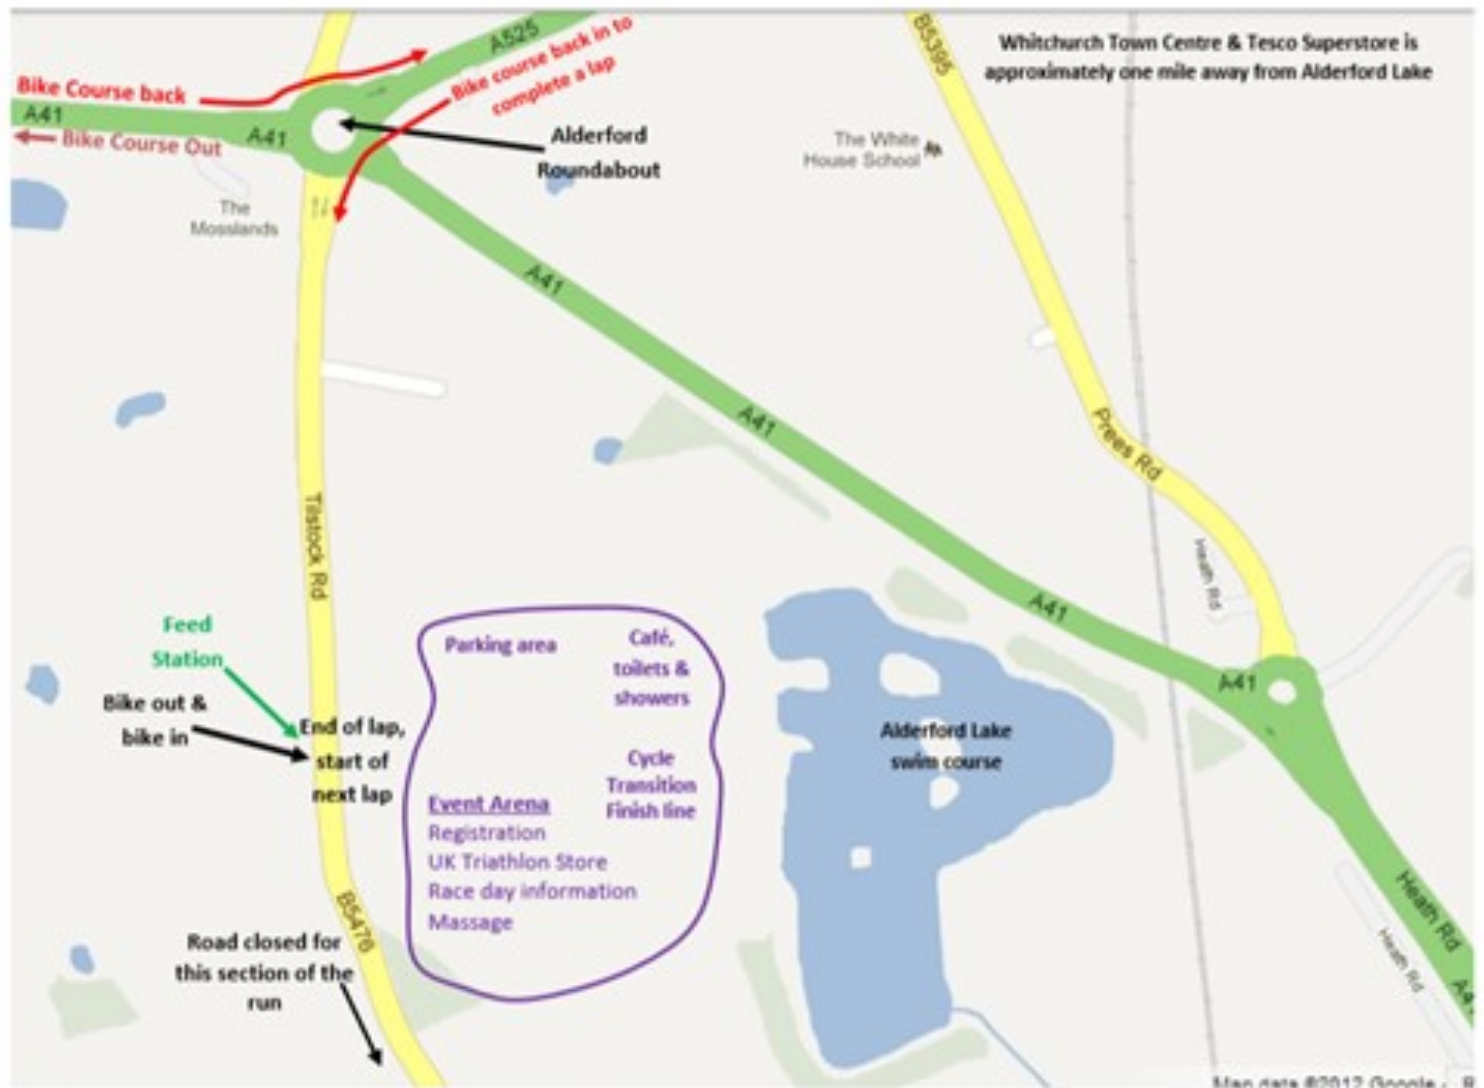 A525
Bike course back in to
complete a lap
Bike Course back
A41
Bike Course Out
A41
Alderford
Roundabout
B5395
Whitchurch Town Centre & Tesco Superstore is
approximately one mile away from Alderford Lake
The White
House School
The
Mosslands
A41
A41
Prees Rd
Heath Rd
A41
A41
Tilstock Rd
Feed
Station
Bike out &
bike in
End of lap,
start of
next lap
Parking area
Café,
toilets &
showers
Cycle
Transition
Finish line
Event Arena
Registration
UK Triathlon Store
Race day information
Massage
Alderford Lake
swim course
B5476
Road closed for
this section of the
run
Heath Rd
Heath Rd
Map data ©2012 Google -